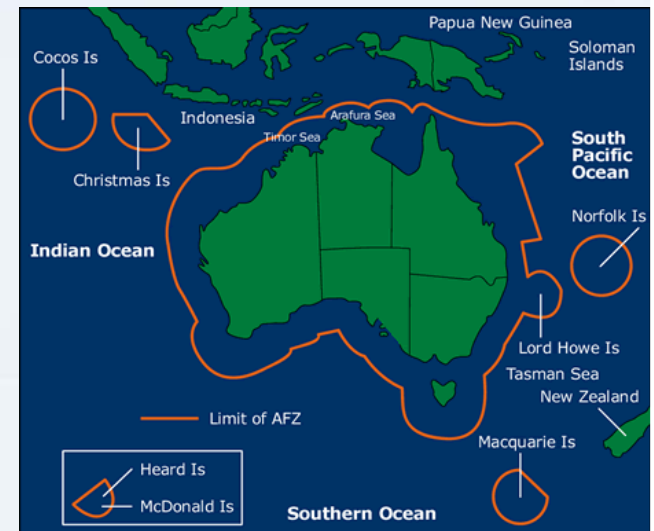 Papua New Guinea
Cocos Is
Soloman
Islands
Indonesia
Arafura Sea
Timor Sea
South
Pacific
Ocean
Christmas Is
Norfolk Is
Indian Ocean
Lord Howe Is
Tasman Sea
New Zealand
Limit of AFZ
Macquarie Is
Heard Is
McDonald Is
Southern Ocean